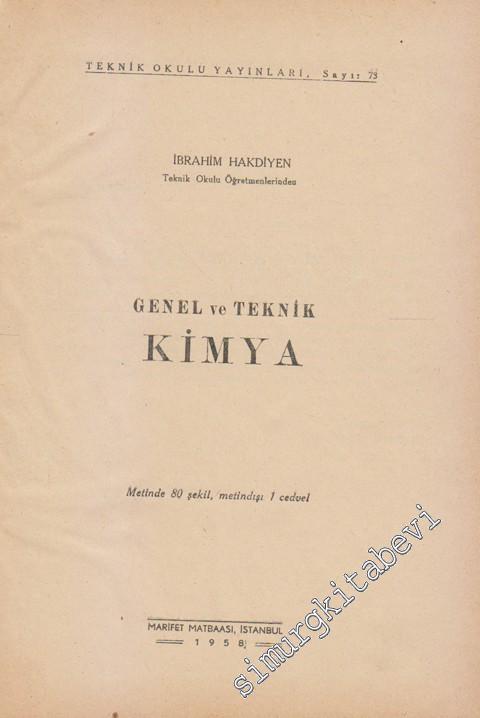 TEKNİK OKULU YAYINLARI, Sayı: 73
İBRAHİM HAKDİYEN
Teknik Okulu Öğretmenlerinden
GENEL ve TEKNİK
KİMYA
Metinde 80 şekil, metindışı 1 cedvel
MARİFET MATBAASI, İSTANBUL
1958
simurgkitabevi